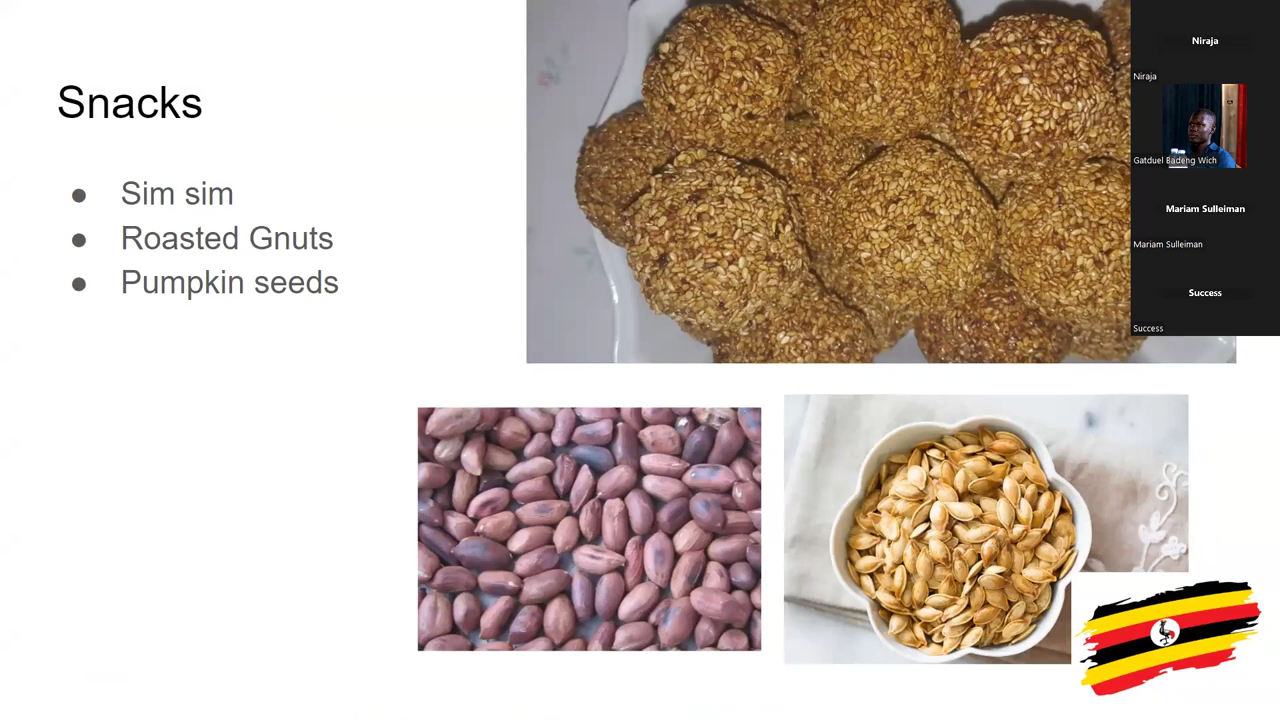 Snacks
● Sim sim
● Roasted Gnuts
● Pumpkin seeds
Niraja
Niraja
Gatduel Badeng Wich
Mariam Sulleiman
Mariam Sulleiman
Success
Success